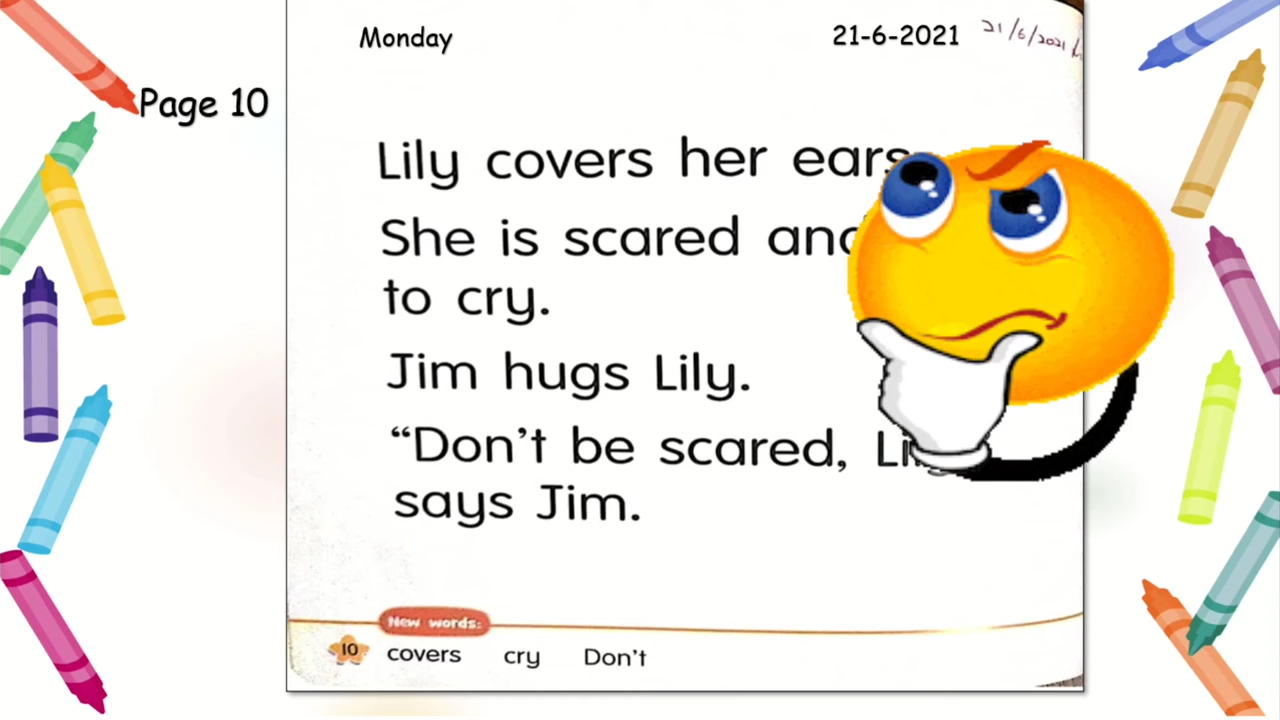 Monday 21-6-2021 21/6/2021
Page 10
Lily covers her ears
She is scared and
to cry.
Jim hugs Lily.
“Don’t be scared,
says Jim.
New words:
10 covers cry Don’t